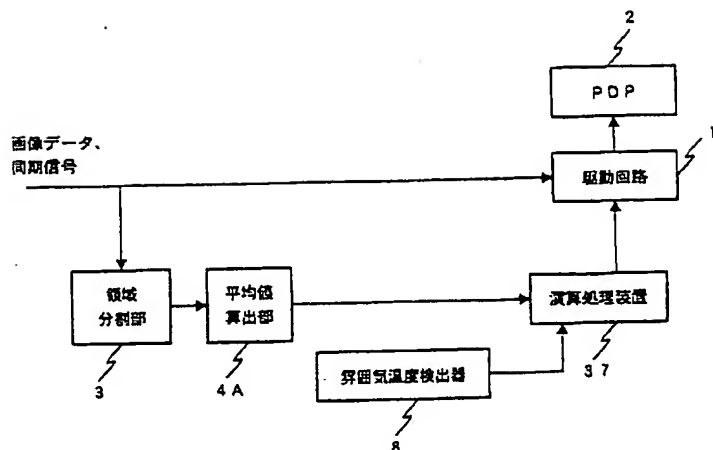 2
PDP
1
画像データ、
同期信号
駆動回路
領域
分割部
平均値
算出部
演算処理装置
3
4A
雰囲気温度検出器
37
8